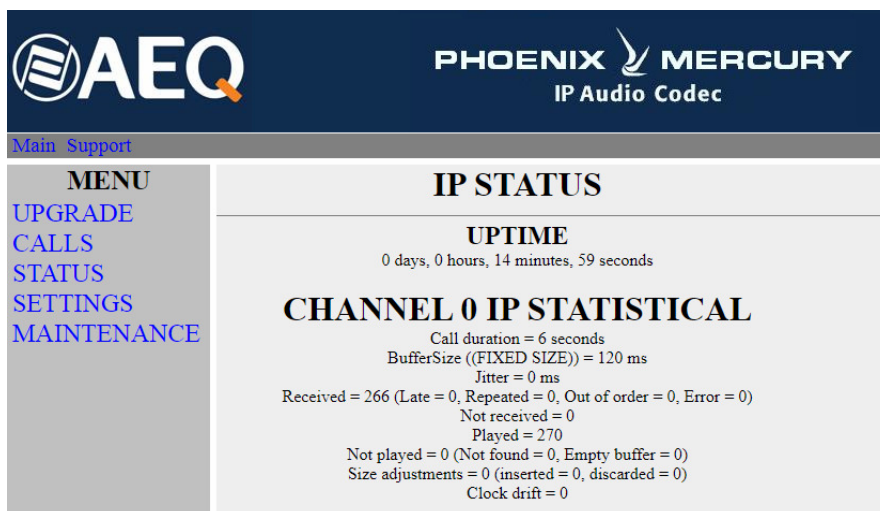 AEQ
PHOENIX MERCURY
IP Audio Codec
Main Support
MENU
UPGRADE
CALLS
STATUS
SETTINGS
MAINTENANCE
IP STATUS
UPTIME
0 days, 0 hours, 14 minutes, 59 seconds
CHANNEL 0 IP STATISTICAL
Call duration = 6 seconds
BufferSize ((FIXED SIZE)) = 120 ms
Jitter = 0 ms
Received = 266 (Late = 0, Repeated = 0, Out of order = 0, Error = 0)
Not received = 0
Played = 270
Not played = 0 (Not found = 0, Empty buffer = 0)
Size adjustments = 0 (inserted = 0, discarded = 0)
Clock drift = 0